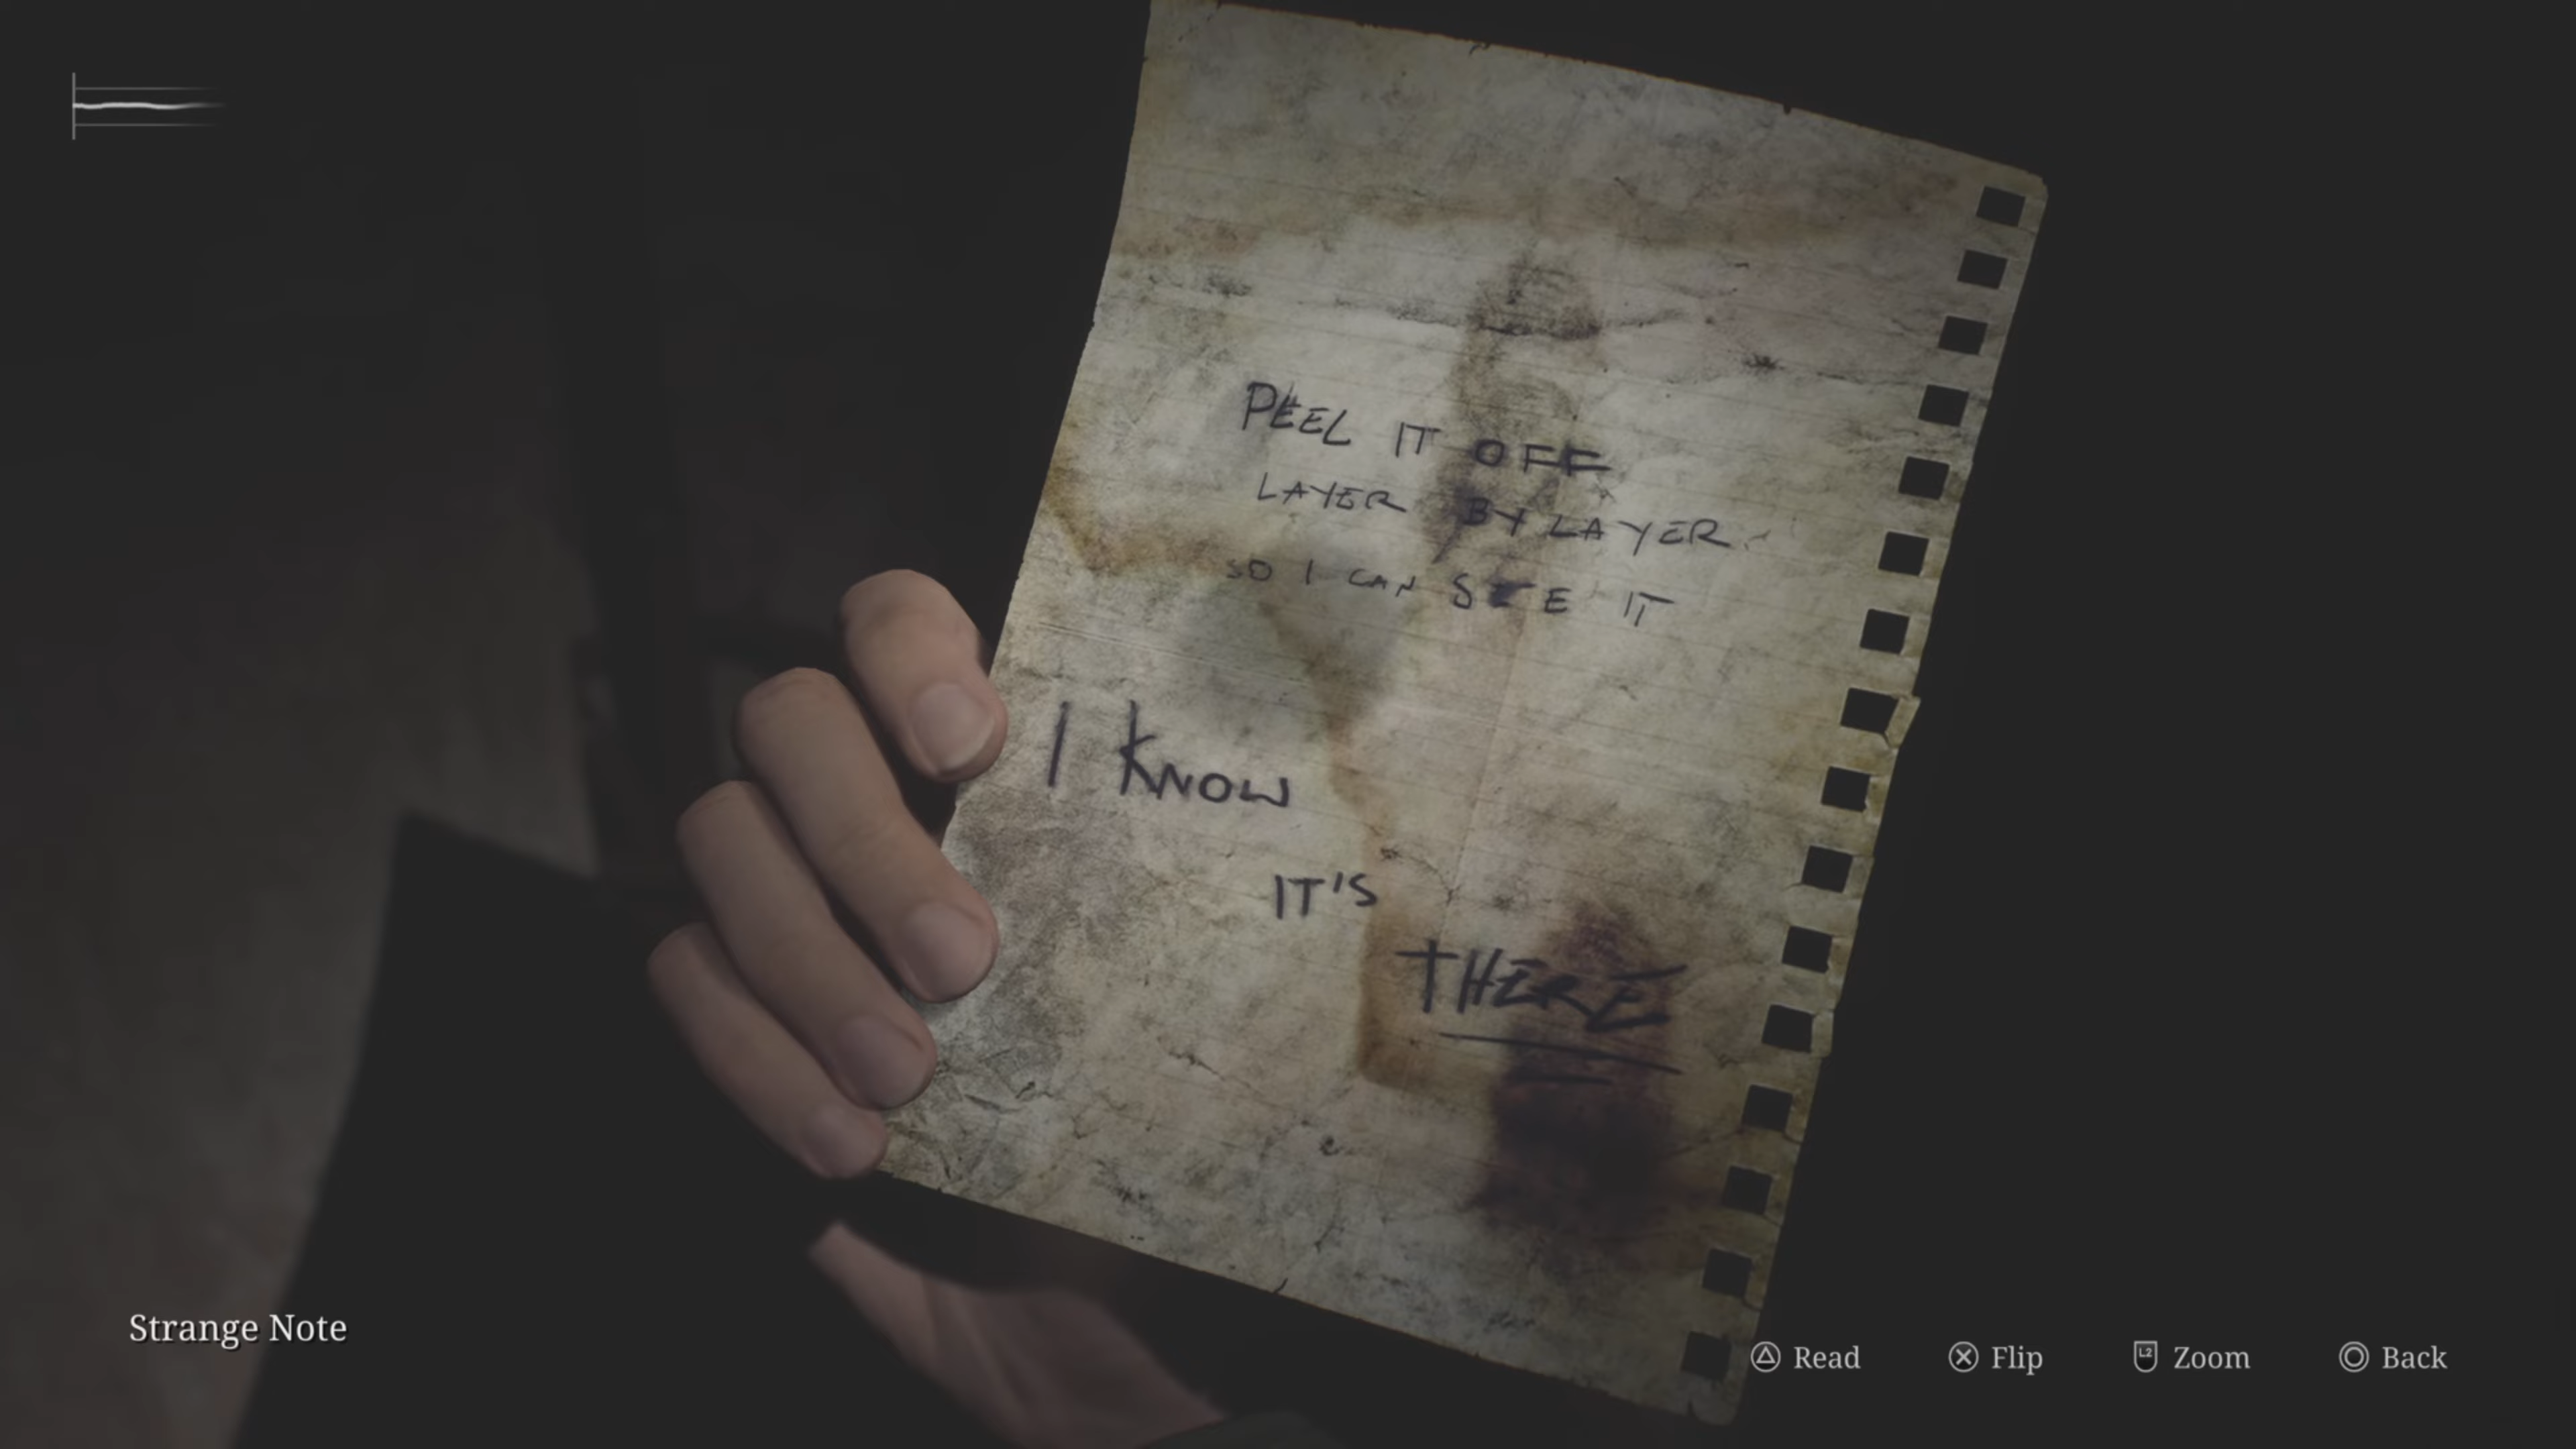 PEEL IT OFF
LAYER BY LAYER
SO I CAN SEE IT
I KNOW
IT'S
THERE
Strange Note
Read Flip L2 Zoom Back